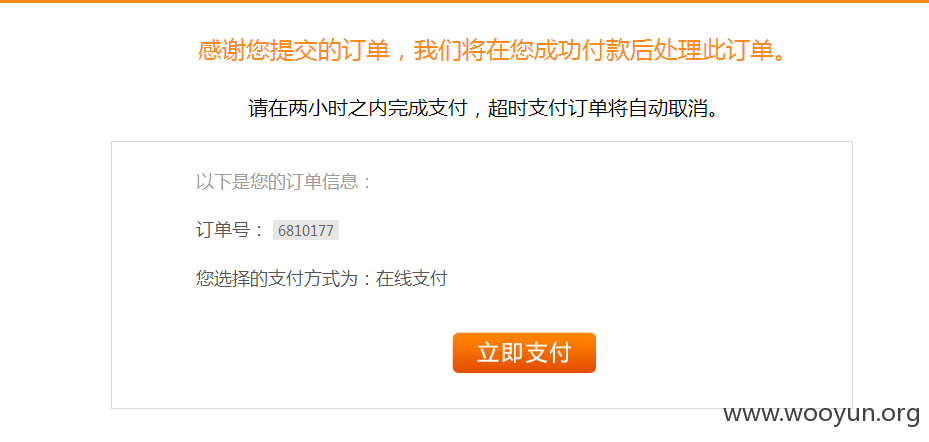 感谢您提交的订单，我们将在您成功付款后处理此订单。
请在两小时之内完成支付，超时支付订单将自动取消。
以下是您的订单信息：
订单号： 6810177
您选择的支付方式为：在线支付
立即支付
www.wooyun.org